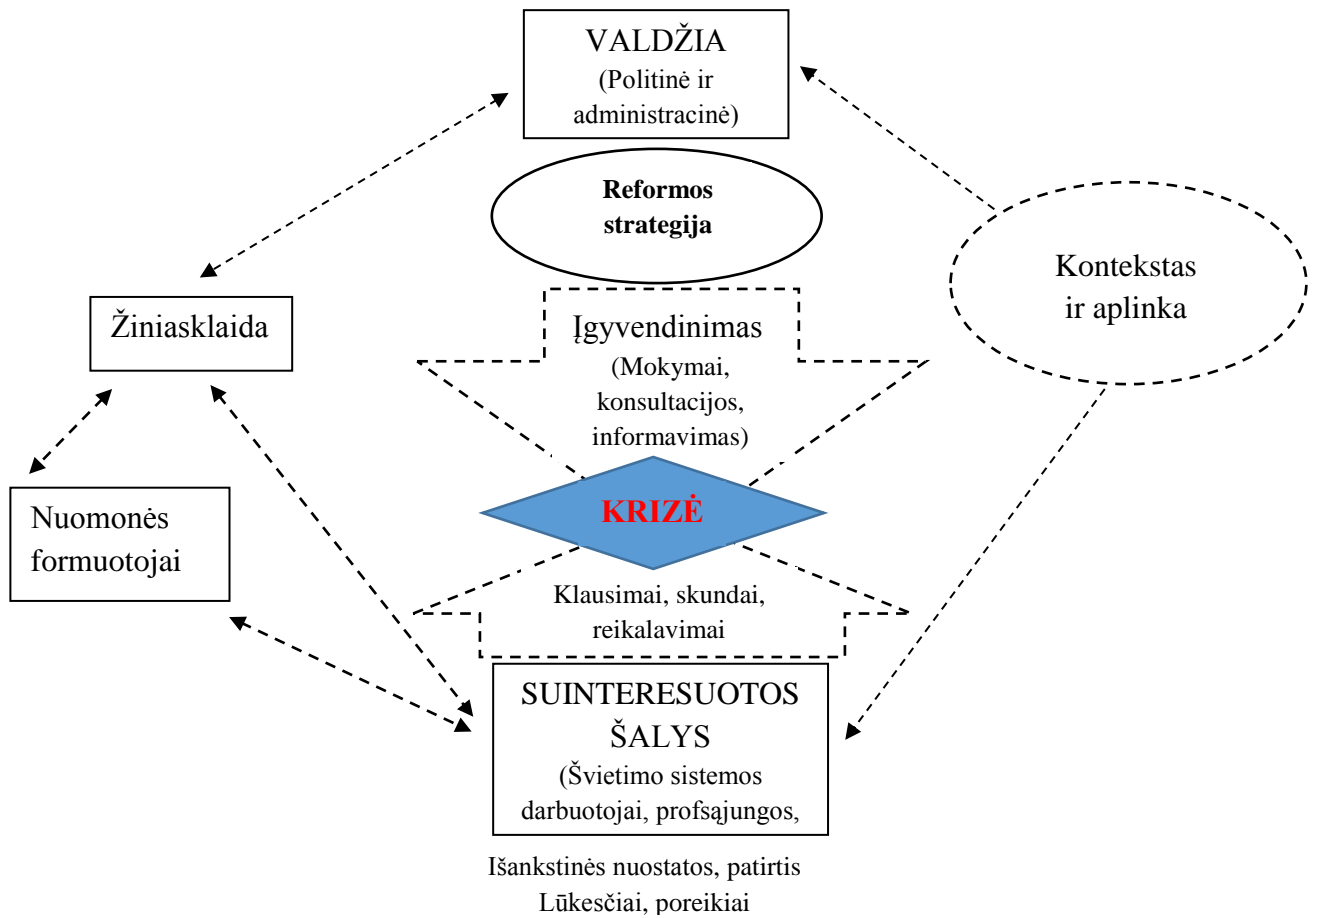 VALDŽIA
(Politinė ir
administracinė)
Reformos
strategija
Kontekstas
ir aplinka
Žiniasklaida
Įgyvendinimas
(Mokymai,
konsultacijos,
informavimas)
KRIZĖ
Nuomonės
formuotojai
Klausimai, skundai,
reikalavimai
SUINTERESUOTOS
ŠALYS
(Švietimo sistemos
darbuotojai, profsąjungos,
Išankstinės nuostatos, patirtis
Lūkesčiai, poreikiai